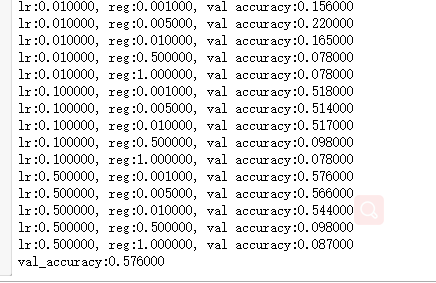 lr:0.010000, reg:0.001000, val accuracy:0.156000
lr:0.010000, reg:0.005000, val accuracy:0.220000
lr:0.010000, reg:0.010000, val accuracy:0.165000
lr:0.010000, reg:0.500000, val accuracy:0.078000
lr:0.010000, reg:1.000000, val accuracy:0.078000
lr:0.100000, reg:0.001000, val accuracy:0.518000
lr:0.100000, reg:0.005000, val accuracy:0.514000
lr:0.100000, reg:0.010000, val accuracy:0.517000
lr:0.100000, reg:0.500000, val accuracy:0.098000
lr:0.100000, reg:1.000000, val accuracy:0.078000
lr:0.500000, reg:0.001000, val accuracy:0.576000
lr:0.500000, reg:0.005000, val accuracy:0.566000
lr:0.500000, reg:0.010000, val accuracy:0.544000
lr:0.500000, reg:0.500000, val accuracy:0.098000
lr:0.500000, reg:1.000000, val accuracy:0.087000
val_accuracy:0.576000